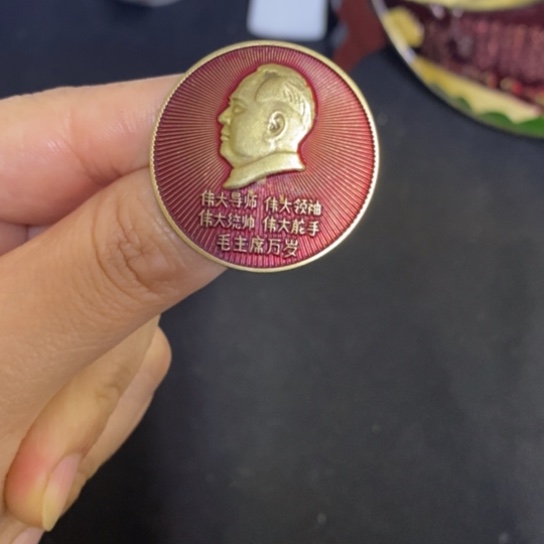 伟大导师 伟大领袖
伟大统帅 伟大舵手
毛主席万岁